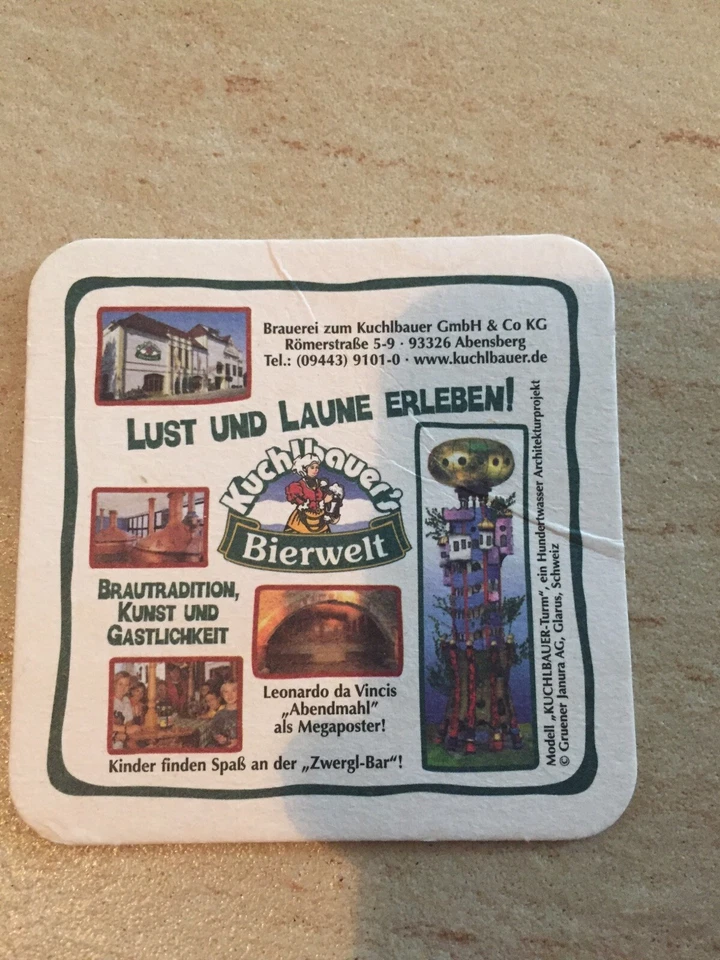 Brauerei zum Kuchlbauer GmbH & Co KG
Römerstraße 5-9 · 93326 Abensberg
Tel.: (09443) 9101-0 · www.kuchlbauer.de
LUST UND LAUNE ERLEBEN!
Kuchlbauer's
Bierwelt
BRAUTRADITION,
KUNST UND
GASTLICHKEIT
Leonardo da Vincis
„Abendmahl"
als Megaposter!
Kinder finden Spaß an der „Zwergl-Bar"!
Modell „KUCHLBAUER-Turm", ein Hundertwasser Architekturprojekt
© Gruener Janura AG, Glarus, Schweiz